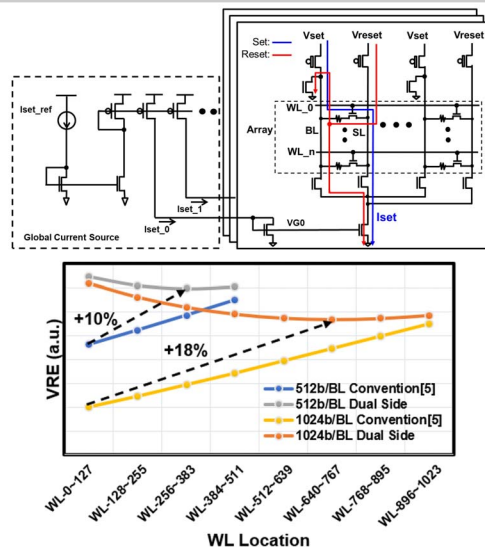 Set:
Reset:
Vset
Vreset
Vset
Vreset
Iset_ref
WL_0
Array
BL
SL
WL_n
Iset_1
Iset_0
VG0
Iset
Global Current Source
VRE (a.u.)
+10%
+18%
512b/BL Convention[5]
512b/BL Dual Side
1024b/BL Convention[5]
1024b/BL Dual Side
WL-0~127
WL-128~255
WL-256~383
WL-384~511
WL-512~639
WL-640~767
WL-768~895
WL-896~1023
WL Location